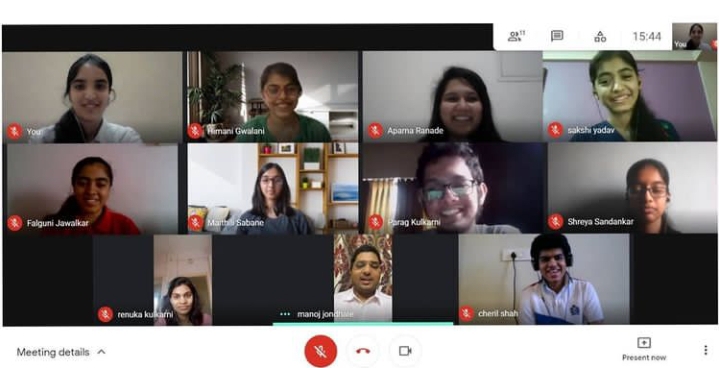 11
15:44
You
You
Himani Gwalani
Aparna Ranade
sakshi yadav
Falguni Jawalkar
Maithili Sabane
Parag Kulkarni
Shreya Sandankar
renuka kulkarni
manoj jondhale
cheril shah
Meeting details
Present now